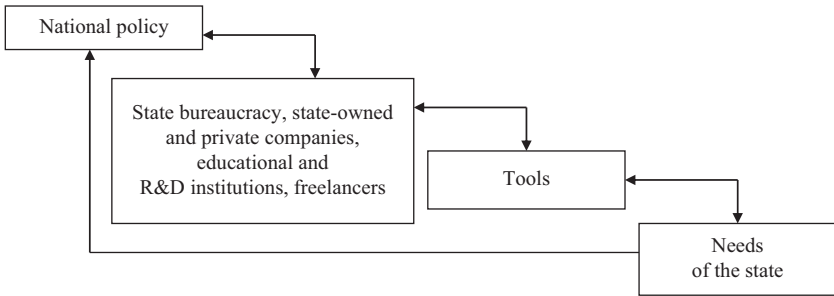 National policy
State bureaucracy, state-owned
and private companies,
educational and
R&D institutions, freelancers
Tools
Needs
of the state